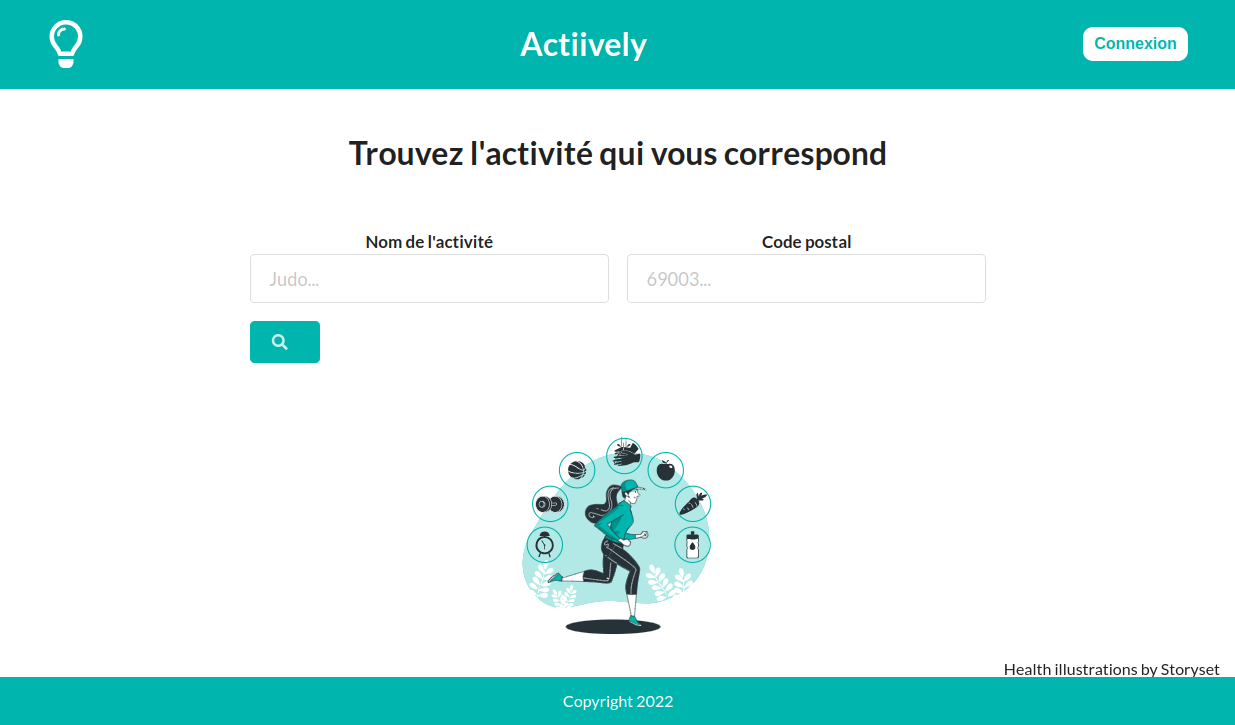 Actiively
Connexion
Trouvez l'activité qui vous correspond
Nom de l'activité
Code postal
Judo...
69003...
Health illustrations by Storyset
Copyright 2022